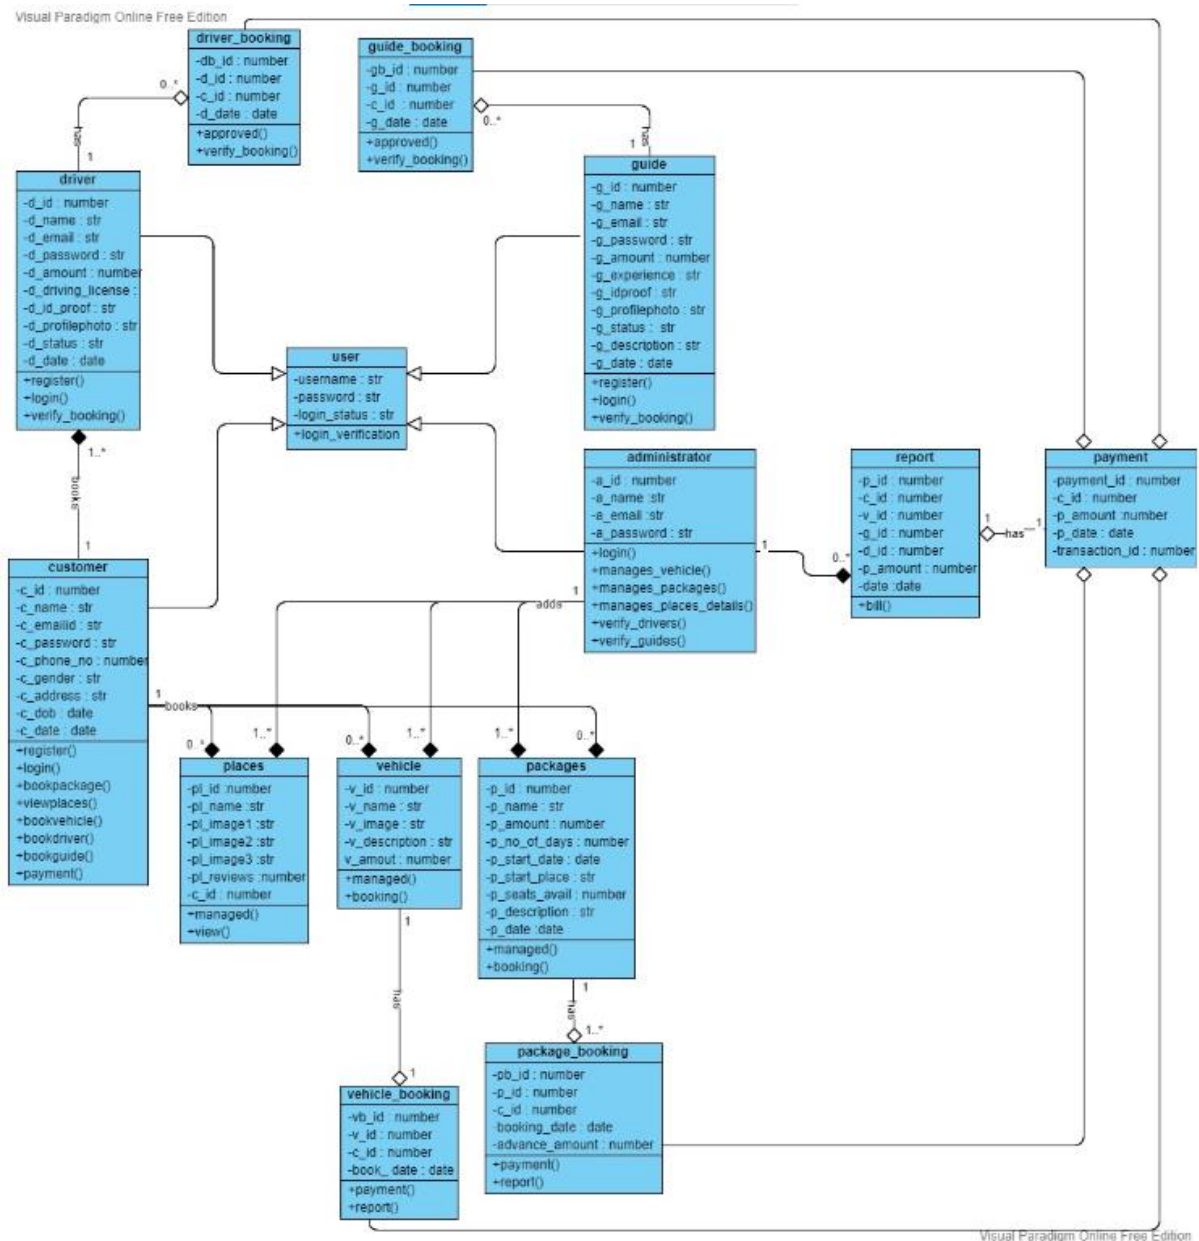 Visual Paradigm Online Free Edition
driver_booking
-db_id : number
-d_id : number
-c_id : number
-d_date : date
+approved()
+verify_booking()
guide_booking
-gb_id : number
-g_id : number
-c_id : number
-g_date : date
+approved()
+verify_booking()
0..*
has
1
0..*
has
1
driver
-d_id : number
-d_name : str
-d_email : str
-d_password : str
-d_amount : number
-d_driving_license :
-d_id_proof : str
-d_profilephoto : str
-d_status : str
-d_date : date
+register()
+login()
+verify_booking()
guide
-g_id : number
-g_name : str
-g_email : str
-g_password : str
-g_amount : number
-g_experience : str
-g_idproof : str
-g_profilephoto : str
-g_status : str
-g_description : str
-g_date : date
+register()
+login()
+verify_booking()
user
-username : str
-password : str
-login_status : str
+login_verification
1..*
books
1
administrator
-a_id : number
-a_name :str
-a_email :str
-a_password : str
+login()
+manages_vehicle()
+manages_packages()
+manages_places_details()
+verify_drivers()
+verify_guides()
1
0..*
report
-p_id : number
-c_id : number
-v_id : number
-g_id : number
-d_id : number
-p_amount : number
-date :date
+bill()
1
has
1
payment
-payment_id : number
-c_id : number
-p_amount :number
-p_date : date
-transaction_id : number
customer
-c_id : number
-c_name : str
-c_emailid : str
-c_password : str
-c_phone_no : number
-c_gender : str
-c_address : str
-c_dob : date
-c_date : date
+register()
+login()
+bookpackage()
+viewplaces()
+bookvehicle()
+bookdriver()
+bookguide()
+payment()
1
adds
1
books
0..*
1..*
0..*
1..*
1..*
0..*
places
-pl_id :number
-pl_name :str
-pl_image1 :str
-pl_image2 :str
-pl_image3 :str
-pl_reviews :number
-c_id : number
+managed()
+view()
vehicle
-v_id : number
-v_name : str
-v_image : str
-v_description : str
v_amout : number
+managed()
+booking()
packages
-p_id : number
-p_name : str
-p_amount : number
-p_no_of_days : number
-p_start_date : date
-p_start_place : str
-p_seats_avail : number
-p_description : str
-p_date :date
+managed()
+booking()
1
has
1
1
has
1..*
vehicle_booking
-vb_id : number
-v_id : number
-c_id : number
-book_ date : date
+payment()
+report()
package_booking
-pb_id : number
-p_id : number
-c_id : number
-booking_date : date
-advance_amount : number
+payment()
+report()
Visual Paradigm Online Free Edition